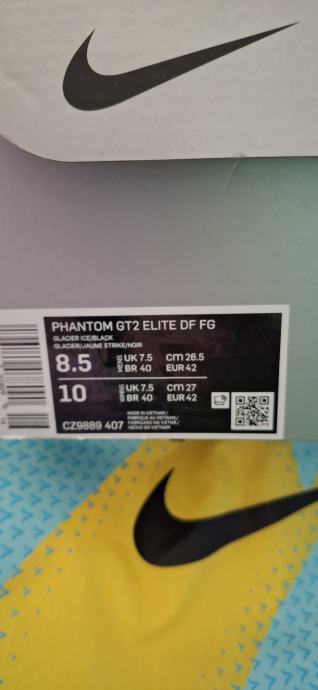 PHANTOM GT2 ELITE DF FG
GLACIER ICE/BLACK
GLACIER/JAUNE STRIKE/NOIR
8.5 MENS UK 7.5 cm 26.5
BR 40 EUR 42
10 WMNS UK 7.5 cm 27
BR 40 EUR 42
CZ9889 407
MADE IN VIETNAM /
FABRIQUE AU VIETNAM /
FABRICADO NO VIETNÃ /
HECHO EN VIETNAM